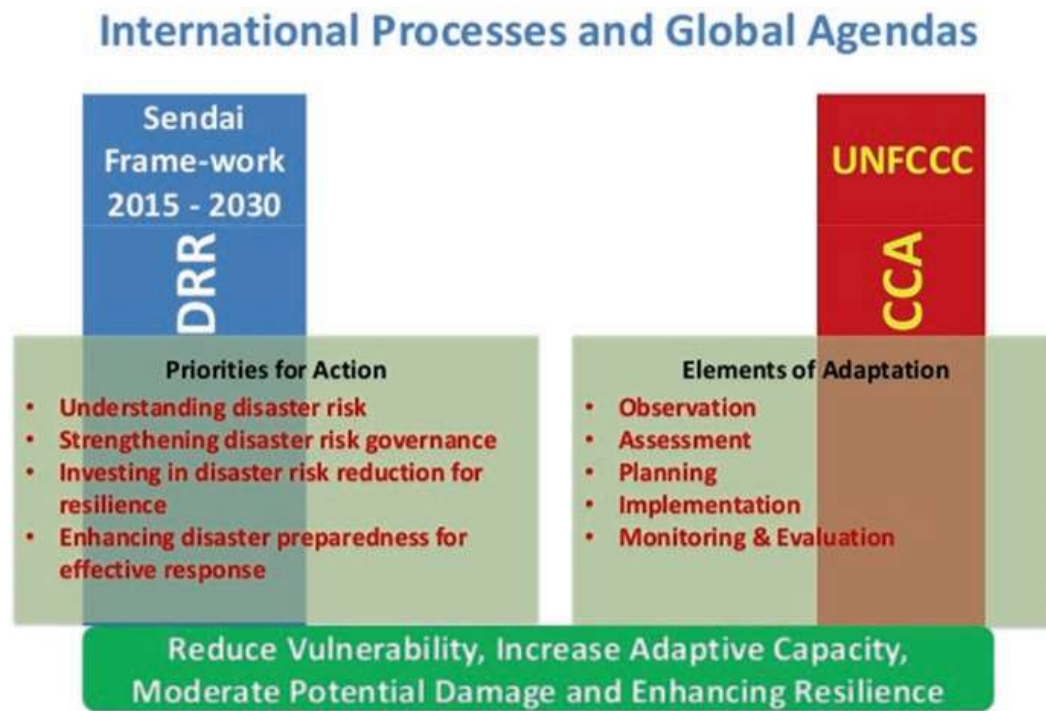 International Processes and Global Agendas
Sendai
Frame-work
2015 - 2030
DRR
Priorities for Action
• Understanding disaster risk
• Strengthening disaster risk governance
• Investing in disaster risk reduction for
resilience
• Enhancing disaster preparedness for
effective response
UNFCCC
CCA
Elements of Adaptation
• Observation
• Assessment
• Planning
• Implementation
• Monitoring & Evaluation
Reduce Vulnerability, Increase Adaptive Capacity,
Moderate Potential Damage and Enhancing Resilience